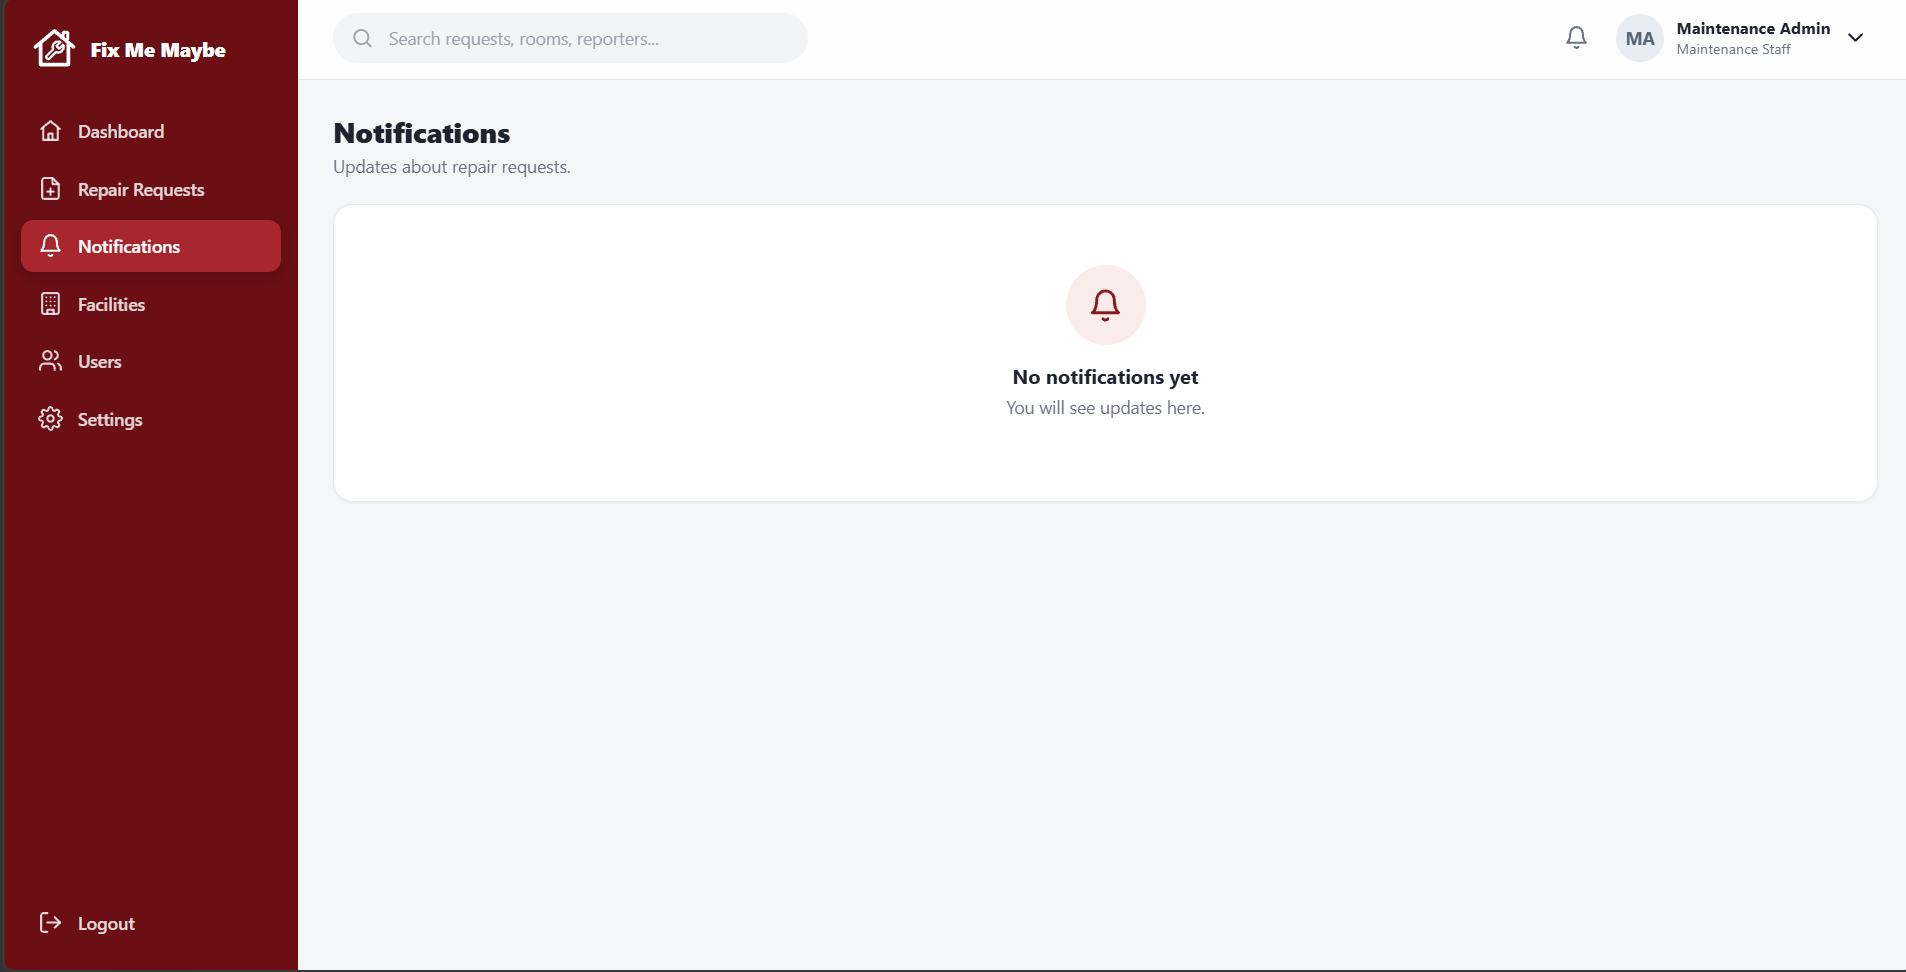 Fix Me Maybe
Search requests, rooms, reporters...
MA
Maintenance Admin
Maintenance Staff
Dashboard
Repair Requests
Notifications
Facilities
Users
Settings
Logout
Notifications
Updates about repair requests.
No notifications yet
You will see updates here.